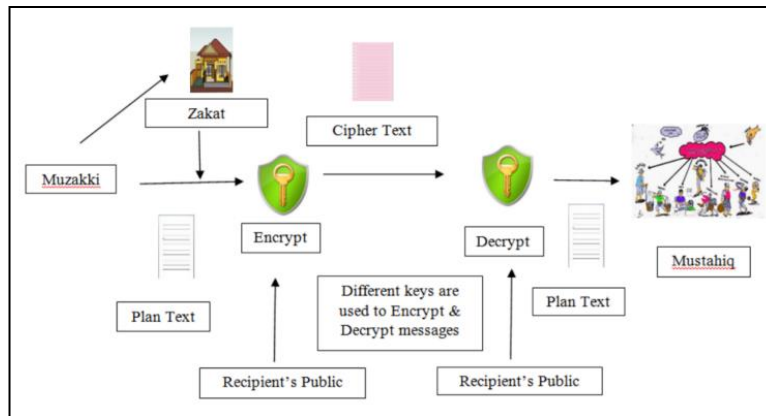 Zakat
Cipher Text
Muzakki
Encrypt
Decrypt
Mustahiq
Plan Text
Different keys are
used to Encrypt &
Decrypt messages
Plan Text
Recipient's Public
Recipient's Public